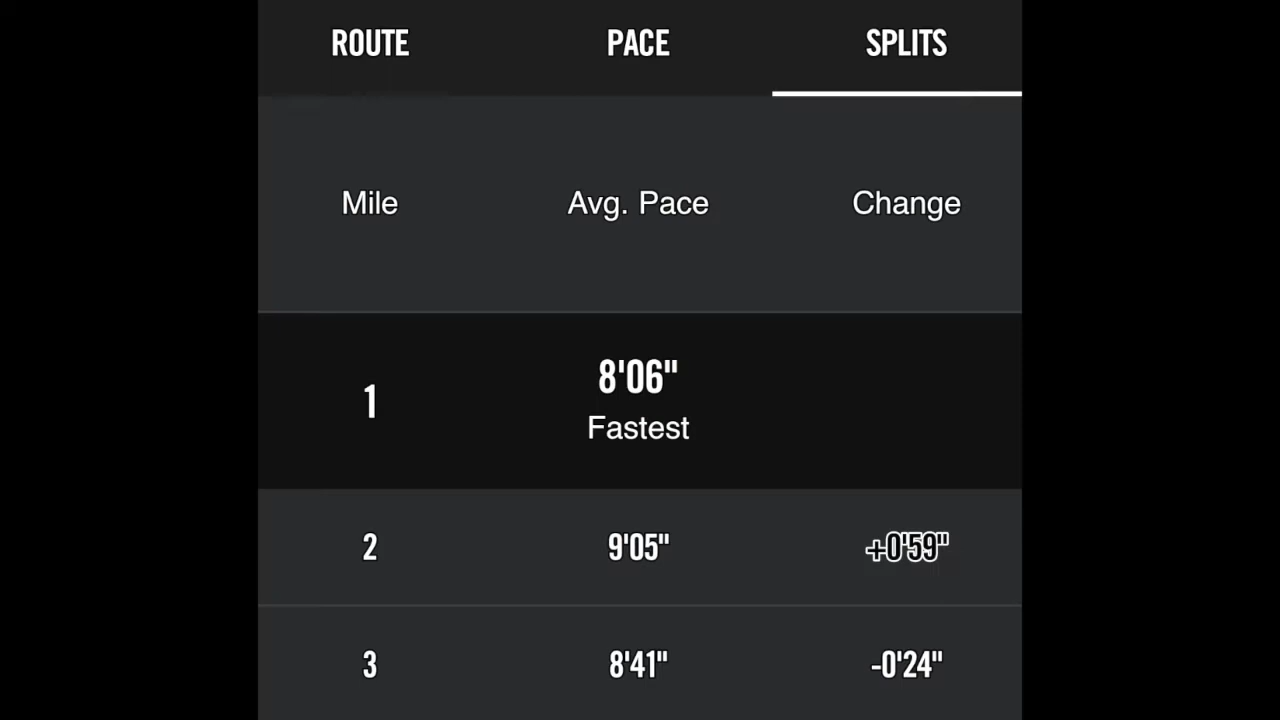 ROUTE PACE SPLITS
Mile Avg. Pace Change
1 8'06"
Fastest
2 9'05" +0'59"
3 8'41" -0'24"